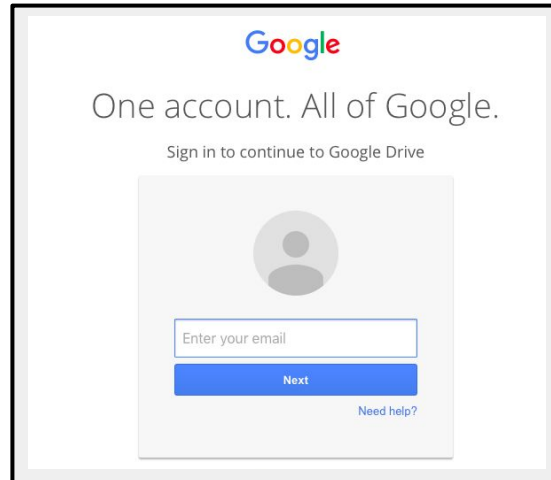 Google
One account. All of Google.
Sign in to continue to Google Drive
Enter your email
Next
Need help?